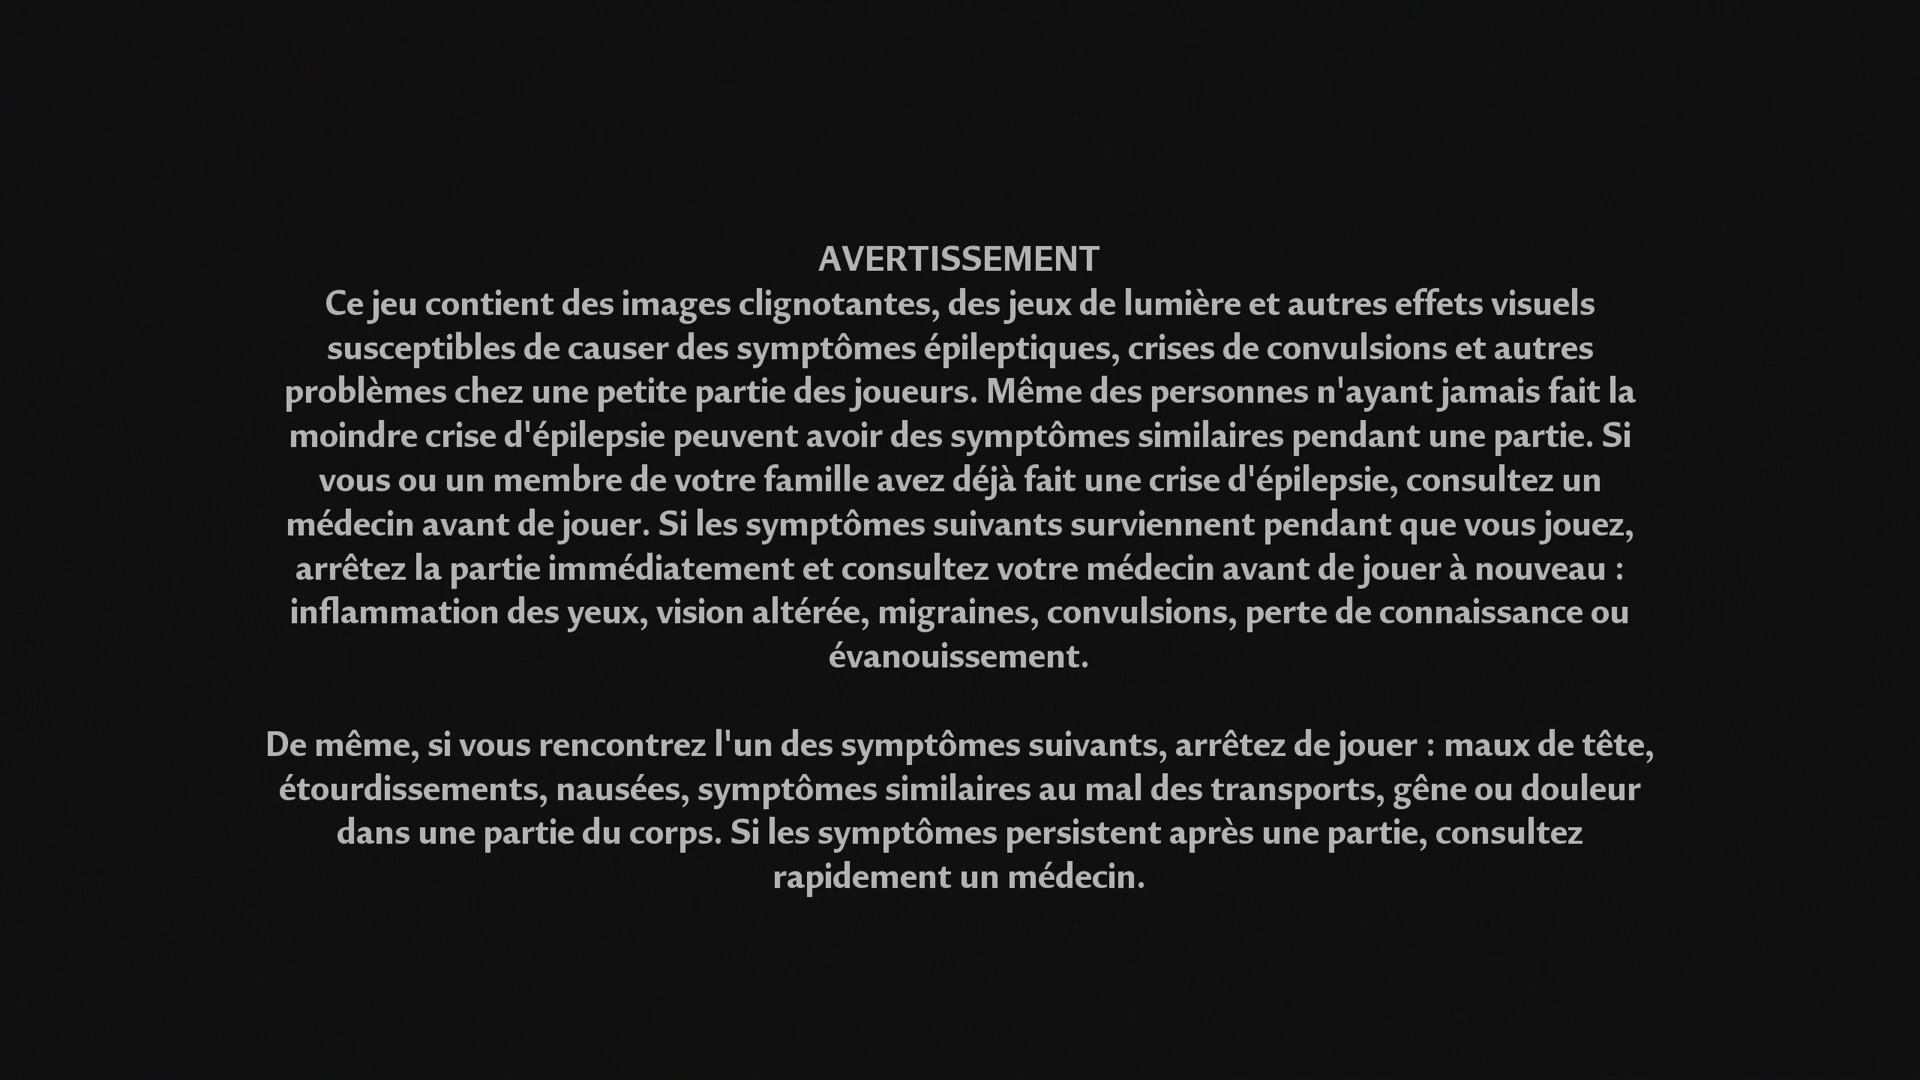 AVERTISSEMENT
Ce jeu contient des images clignotantes, des jeux de lumière et autres effets visuels
susceptibles de causer des symptômes épileptiques, crises de convulsions et autres
problèmes chez une petite partie des joueurs. Même des personnes n'ayant jamais fait la
moindre crise d'épilepsie peuvent avoir des symptômes similaires pendant une partie. Si
vous ou un membre de votre famille avez déjà fait une crise d'épilepsie, consultez un
médecin avant de jouer. Si les symptômes suivants surviennent pendant que vous jouez,
arrêtez la partie immédiatement et consultez votre médecin avant de jouer à nouveau :
inflammation des yeux, vision altérée, migraines, convulsions, perte de connaissance ou
évanouissement.
De même, si vous rencontrez l'un des symptômes suivants, arrêtez de jouer : maux de tête,
étourdissements, nausées, symptômes similaires au mal des transports, gêne ou douleur
dans une partie du corps. Si les symptômes persistent après une partie, consultez
rapidement un médecin.